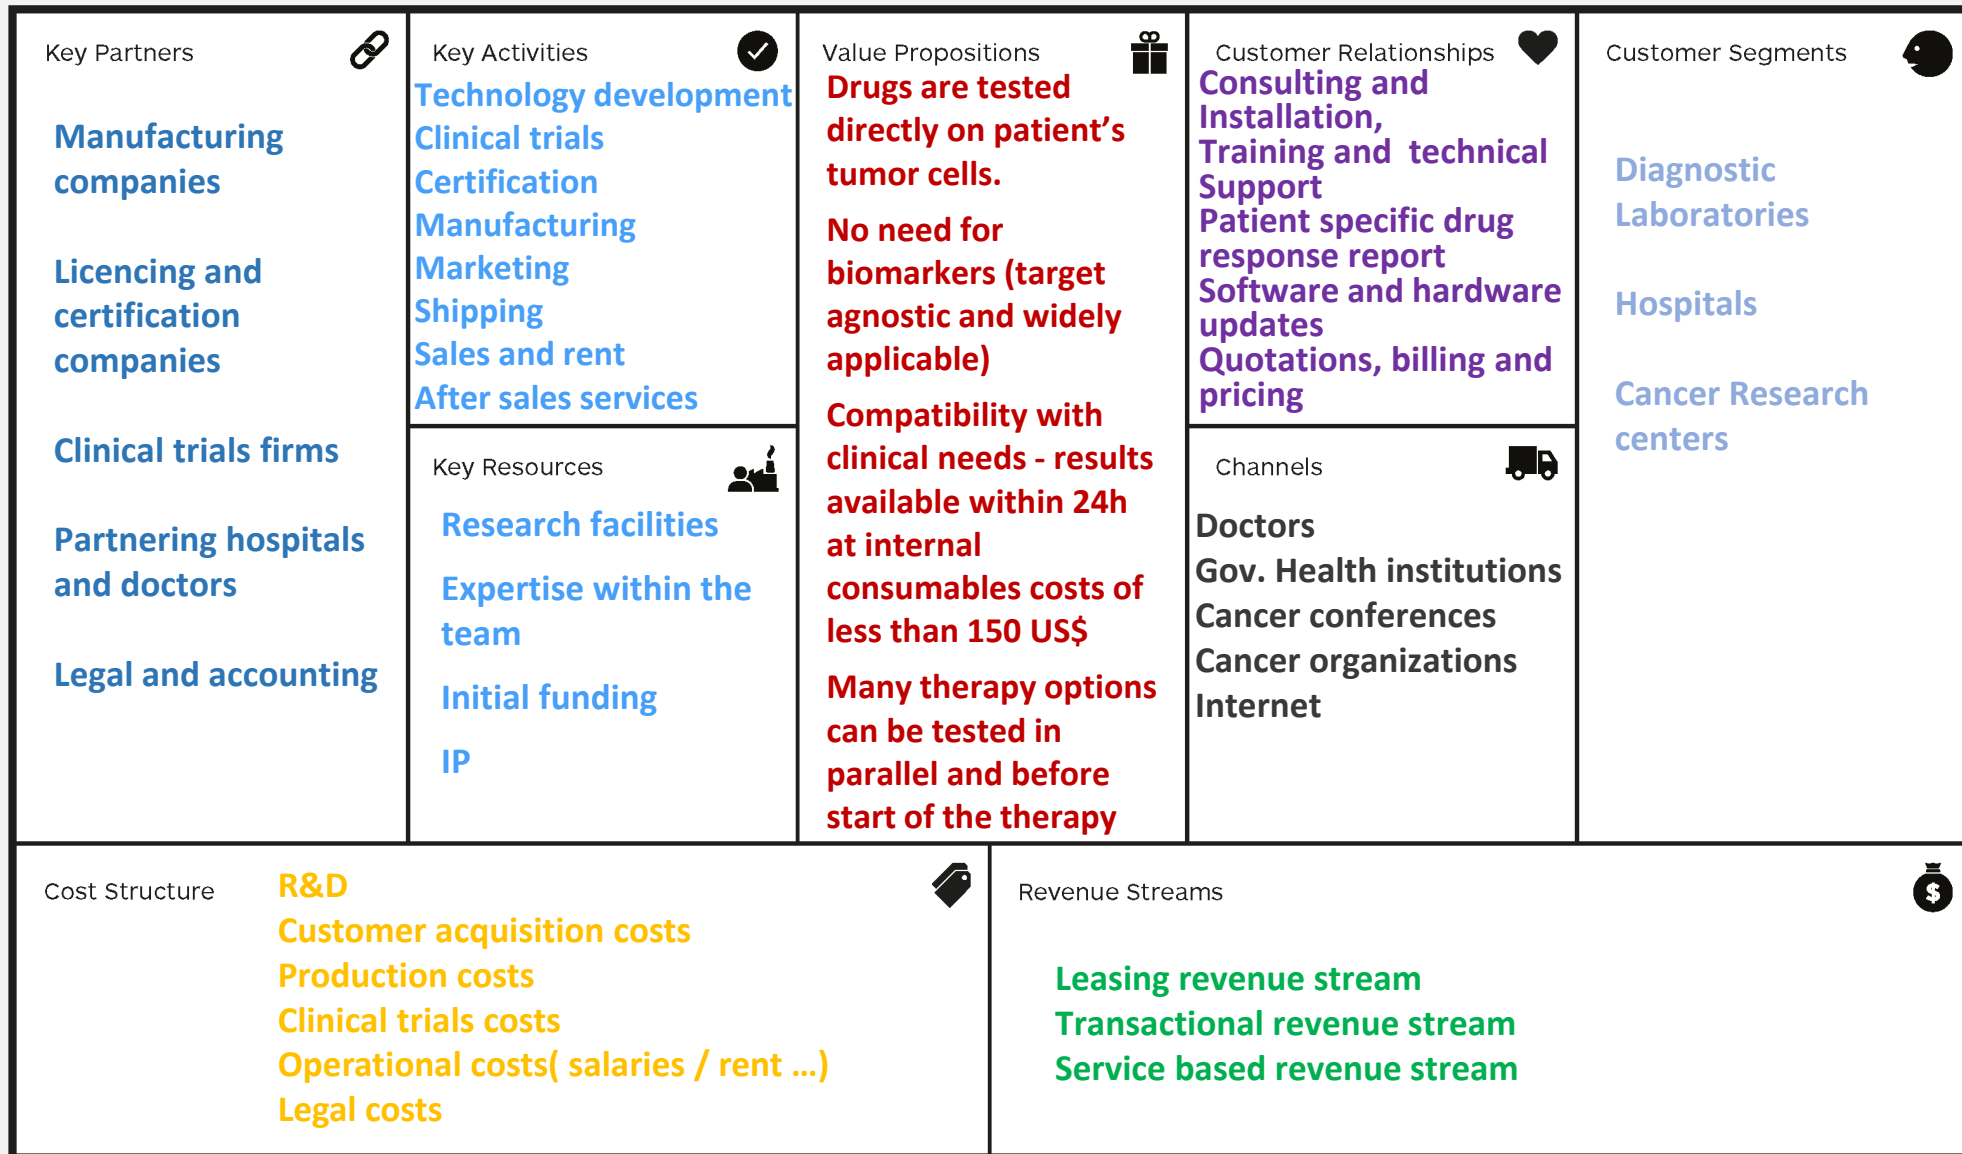 Key Partners
Manufacturing
companies
Licencing and
certification
companies
Clinical trials firms
Partnering hospitals
and doctors
Legal and accounting
Key Activities
Technology development
Clinical trials
Certification
Manufacturing
Marketing
Shipping
Sales and rent
After sales services
Key Resources
Research facilities
Expertise within the
team
Initial funding
IP
Value Propositions
Drugs are tested
directly on patient’s
tumor cells.
No need for
biomarkers (target
agnostic and widely
applicable)
Compatibility with
clinical needs - results
available within 24h
at internal
consumables costs of
less than 150 US$
Many therapy options
can be tested in
parallel and before
start of the therapy
Customer Relationships
Consulting and
Installation,
Training and  technical
Support
Patient specific drug
response report
Software and hardware
updates
Quotations, billing and
pricing
Channels
Doctors
Gov. Health institutions
Cancer conferences
Cancer organizations
Internet
Customer Segments
Diagnostic
Laboratories
Hospitals
Cancer Research
centers
Cost Structure
R&D
Customer acquisition costs
Production costs
Clinical trials costs
Operational costs( salaries / rent ...)
Legal costs
Revenue Streams
$
Leasing revenue stream
Transactional revenue stream
Service based revenue stream